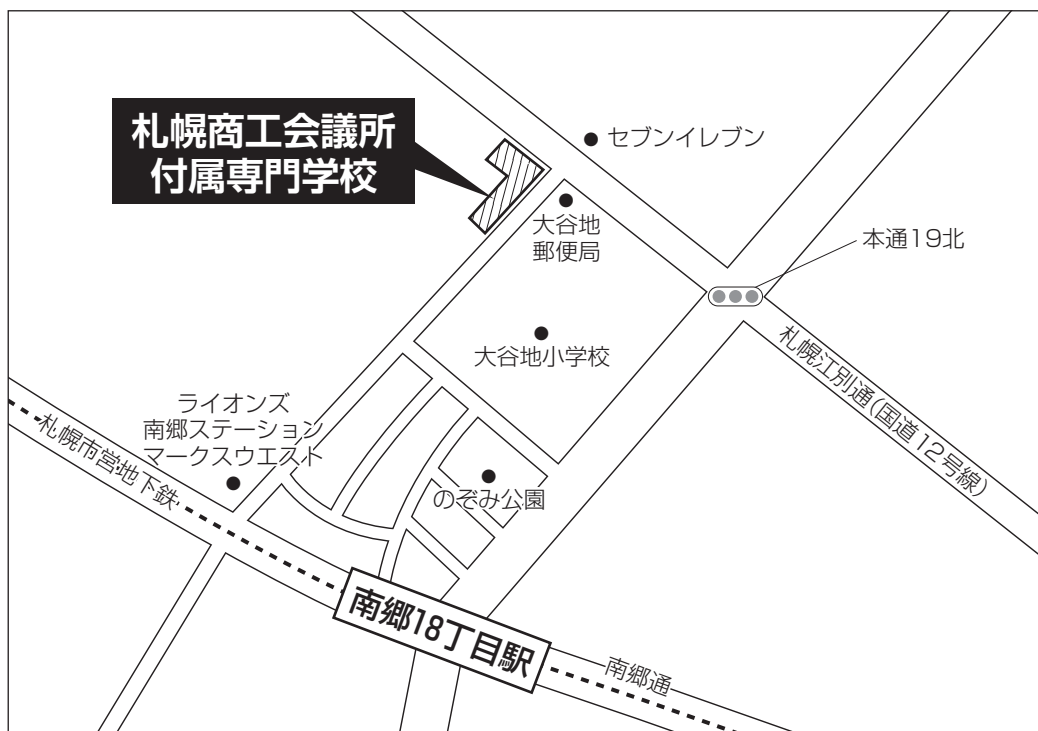 札幌商工会議所
付属専門学校
セブンイレブン
大谷地
郵便局
本通19北
大谷地小学校
札幌江別通(国道12号線)
ライオンズ
南郷ステーション
マークスウエスト
札幌市営地下鉄
のぞみ公園
南郷18丁目駅
南郷通